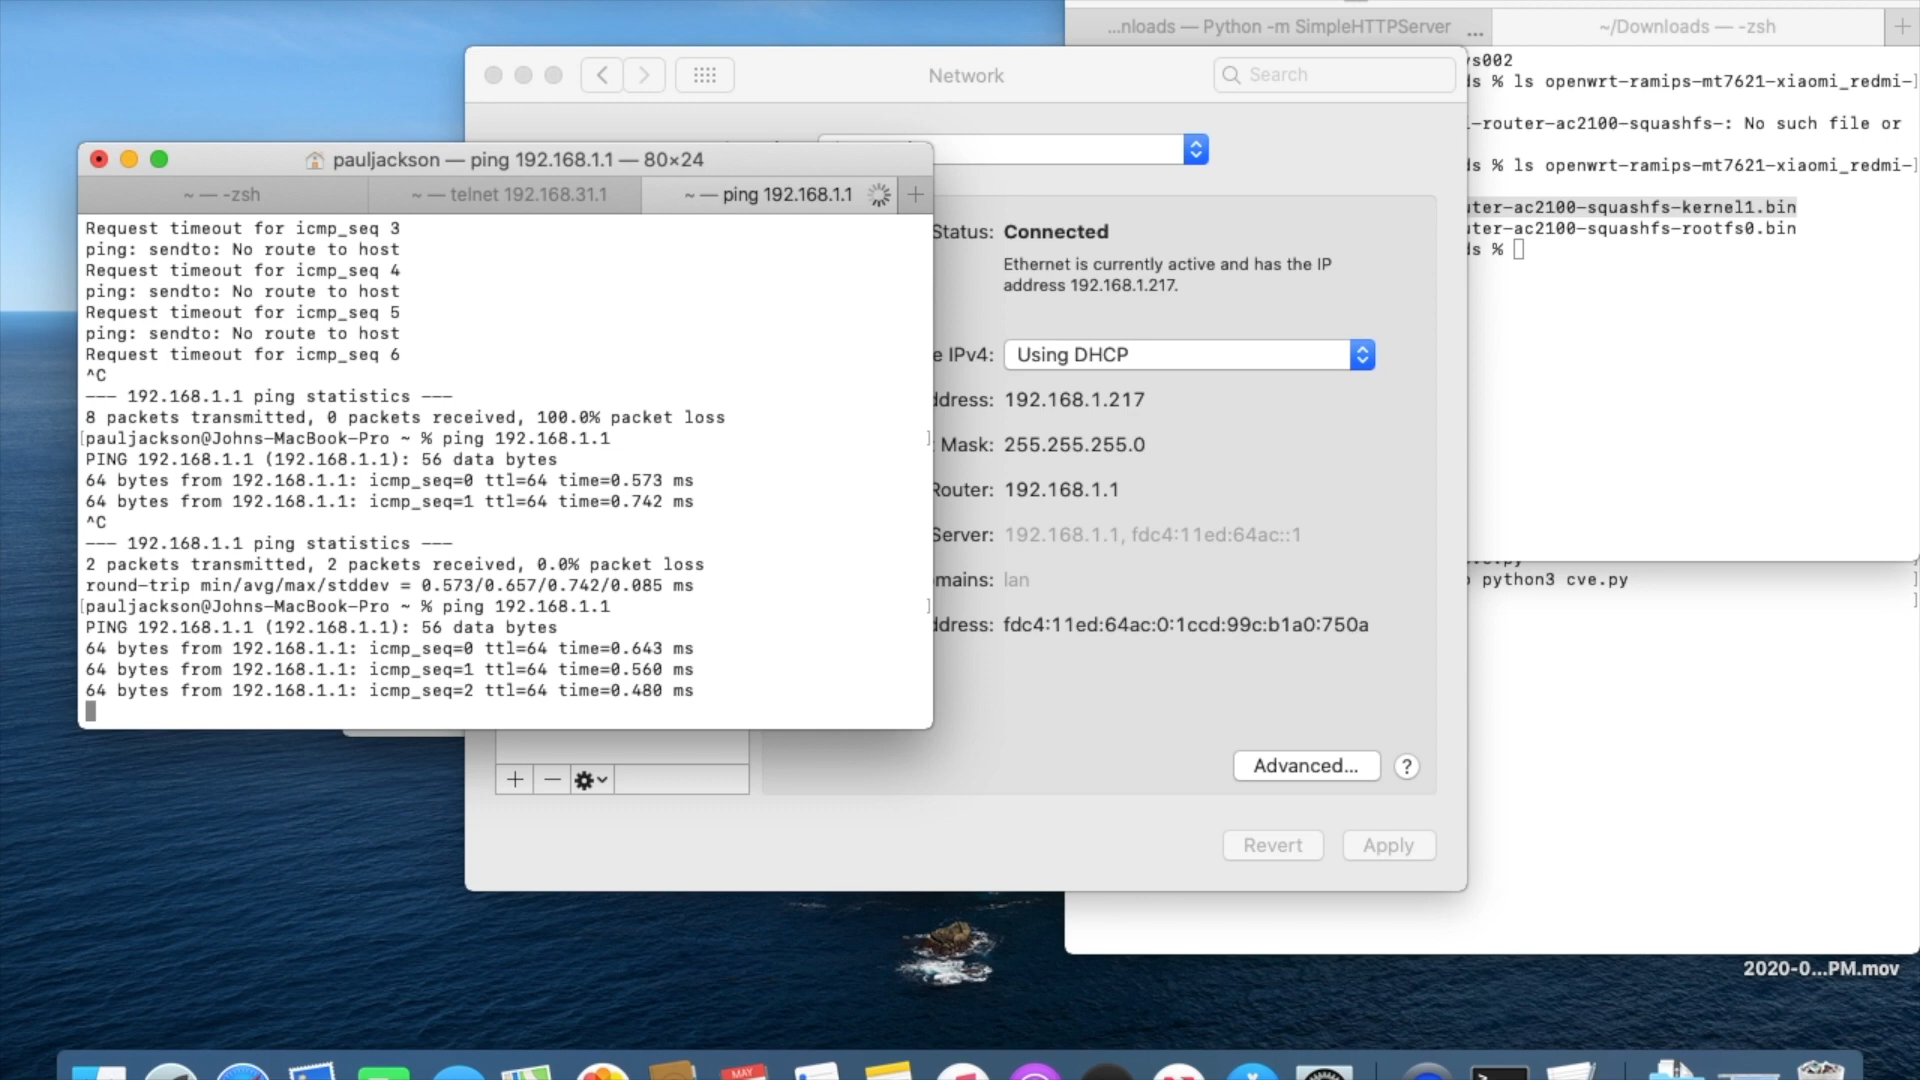 ...nloads — Python -m SimpleHTTPServer ...
~/Downloads — -zsh
+
Network
Search
s002
ds % ls openwrt-ramips-mt7621-xiaomi_redmi-
-router-ac2100-squashfs-: No such file or
ds % ls openwrt-ramips-mt7621-xiaomi_redmi-
uter-ac2100-squashfs-kernel1.bin
uter-ac2100-squashfs-rootfs0.bin
ds %
python3 cve.py
pauljackson — ping 192.168.1.1 — 80×24
~ — -zsh
~ — telnet 192.168.31.1
~ — ping 192.168.1.1
+
Request timeout for icmp_seq 3
ping: sendto: No route to host
Request timeout for icmp_seq 4
ping: sendto: No route to host
Request timeout for icmp_seq 5
ping: sendto: No route to host
Request timeout for icmp_seq 6
^C
--- 192.168.1.1 ping statistics ---
8 packets transmitted, 0 packets received, 100.0% packet loss
[pauljackson@Johns-MacBook-Pro ~ % ping 192.168.1.1 ]
PING 192.168.1.1 (192.168.1.1): 56 data bytes
64 bytes from 192.168.1.1: icmp_seq=0 ttl=64 time=0.573 ms
64 bytes from 192.168.1.1: icmp_seq=1 ttl=64 time=0.742 ms
^C
--- 192.168.1.1 ping statistics ---
2 packets transmitted, 2 packets received, 0.0% packet loss
round-trip min/avg/max/stddev = 0.573/0.657/0.742/0.085 ms
[pauljackson@Johns-MacBook-Pro ~ % ping 192.168.1.1 ]
PING 192.168.1.1 (192.168.1.1): 56 data bytes
64 bytes from 192.168.1.1: icmp_seq=0 ttl=64 time=0.643 ms
64 bytes from 192.168.1.1: icmp_seq=1 ttl=64 time=0.560 ms
64 bytes from 192.168.1.1: icmp_seq=2 ttl=64 time=0.480 ms
Status: Connected
Ethernet is currently active and has the IP
address 192.168.1.217.
e IPv4: Using DHCP
ddress: 192.168.1.217
Mask: 255.255.255.0
Router: 192.168.1.1
Server: 192.168.1.1, fdc4:11ed:64ac::1
mains: lan
ddress: fdc4:11ed:64ac:0:1ccd:99c:b1a0:750a
Advanced... ?
Revert
Apply
2020-0...PM.mov
MAY